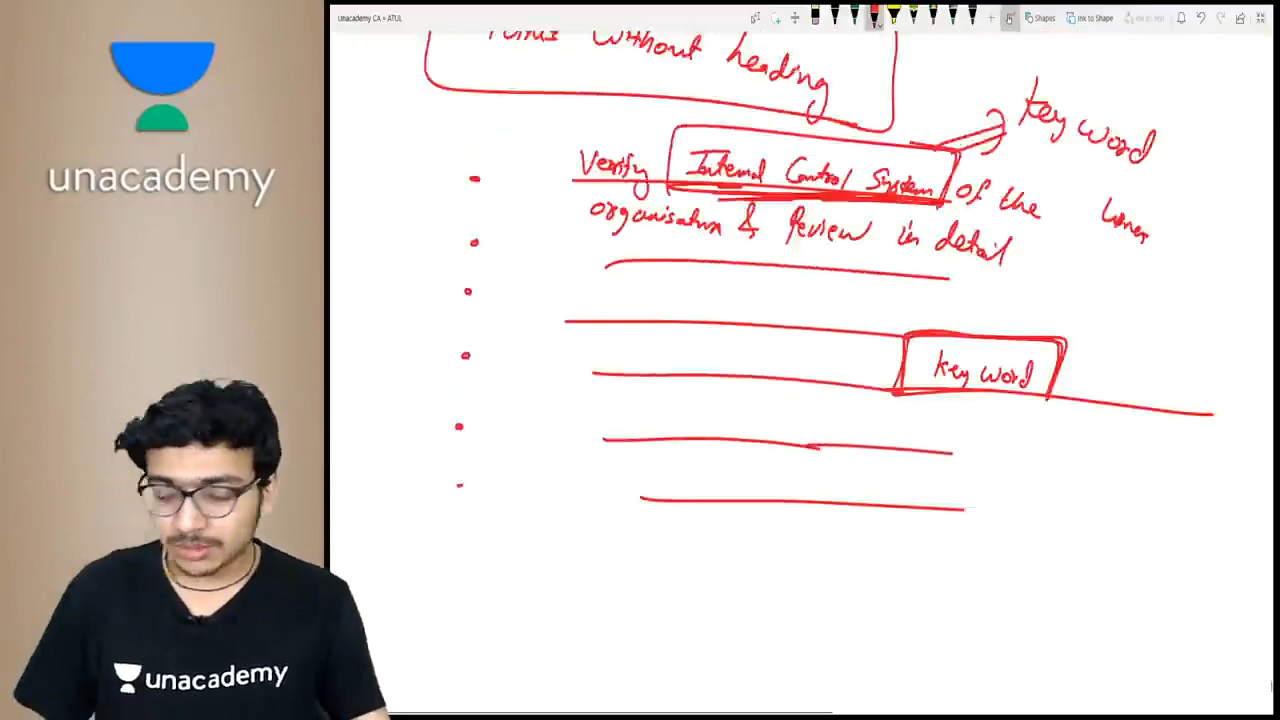 Unacademy CA > ATUL
Shapes
Ink to Shape
unacademy
without heading
Key word
Verify Internal Control System of the
organisation & Review in detail
Key word
unacademy